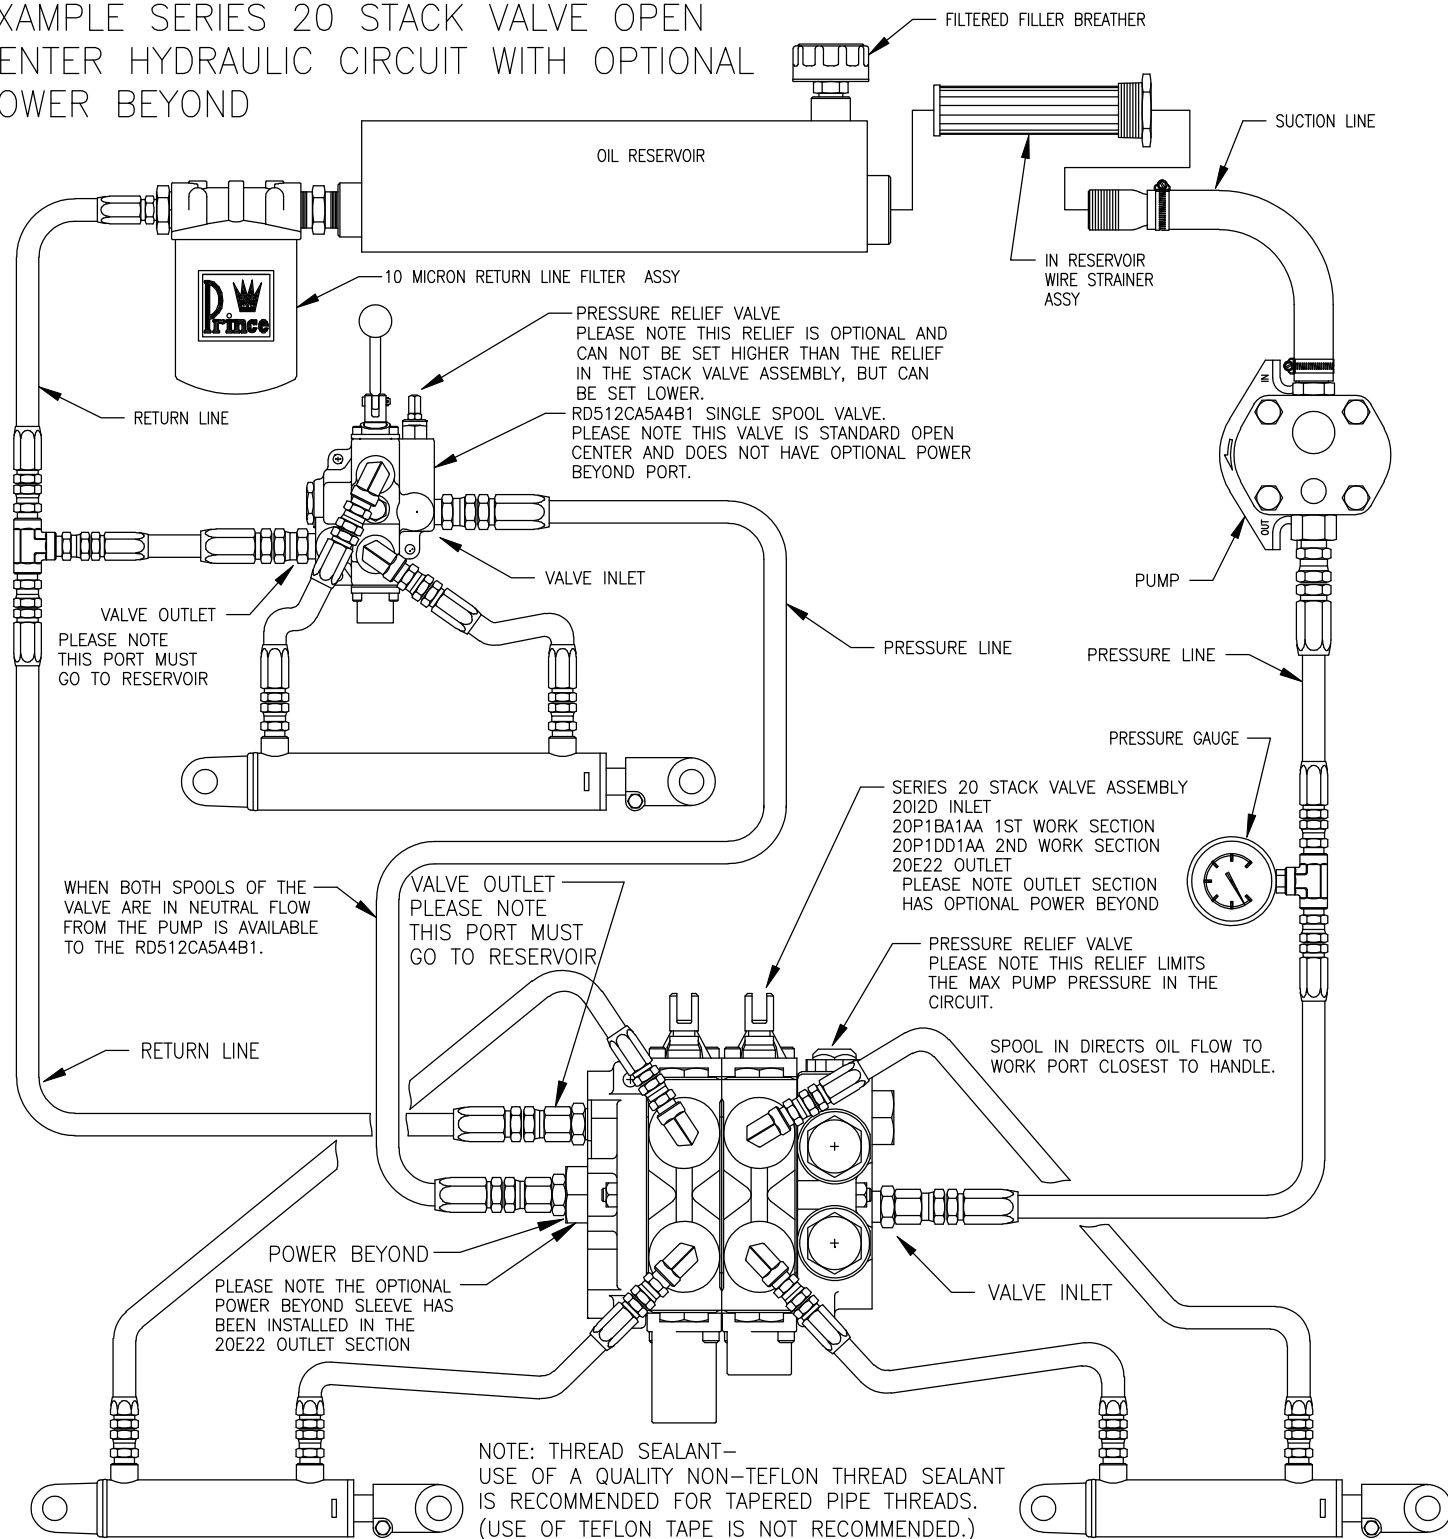 XAMPLE SERIES 20 STACK VALVE OPEN
ENTER HYDRAULIC CIRCUIT WITH OPTIONAL
OWER BEYOND
FILTERED FILLER BREATHER
OIL RESERVOIR
SUCTION LINE
IN RESERVOIR
WIRE STRAINER
ASSY
10 MICRON RETURN LINE FILTER ASSY
Prince
RETURN LINE
PRESSURE RELIEF VALVE
PLEASE NOTE THIS RELIEF IS OPTIONAL AND
CAN NOT BE SET HIGHER THAN THE RELIEF
IN THE STACK VALVE ASSEMBLY, BUT CAN
BE SET LOWER.
RD512CA5A4B1 SINGLE SPOOL VALVE.
PLEASE NOTE THIS VALVE IS STANDARD OPEN
CENTER AND DOES NOT HAVE OPTIONAL POWER
BEYOND PORT.
IN
OUT
PUMP
VALVE INLET
VALVE OUTLET
PLEASE NOTE
THIS PORT MUST
GO TO RESERVOIR
PRESSURE LINE
PRESSURE LINE
PRESSURE GAUGE
SERIES 20 STACK VALVE ASSEMBLY
20I2D INLET
20P1BA1AA 1ST WORK SECTION
20P1DD1AA 2ND WORK SECTION
20E22 OUTLET
PLEASE NOTE OUTLET SECTION
HAS OPTIONAL POWER BEYOND
WHEN BOTH SPOOLS OF THE
VALVE ARE IN NEUTRAL FLOW
FROM THE PUMP IS AVAILABLE
TO THE RD512CA5A4B1.
VALVE OUTLET
PLEASE NOTE
THIS PORT MUST
GO TO RESERVOIR
PRESSURE RELIEF VALVE
PLEASE NOTE THIS RELIEF LIMITS
THE MAX PUMP PRESSURE IN THE
CIRCUIT.
SPOOL IN DIRECTS OIL FLOW TO
WORK PORT CLOSEST TO HANDLE.
RETURN LINE
POWER BEYOND
PLEASE NOTE THE OPTIONAL
POWER BEYOND SLEEVE HAS
BEEN INSTALLED IN THE
20E22 OUTLET SECTION
VALVE INLET
NOTE: THREAD SEALANT–
USE OF A QUALITY NON–TEFLON THREAD SEALANT
IS RECOMMENDED FOR TAPERED PIPE THREADS.
(USE OF TEFLON TAPE IS NOT RECOMMENDED.)